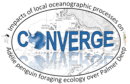 Impacts of local oceanographic processes on
CONVERGE
Adélie penguin foraging ecology over Palmer Deep